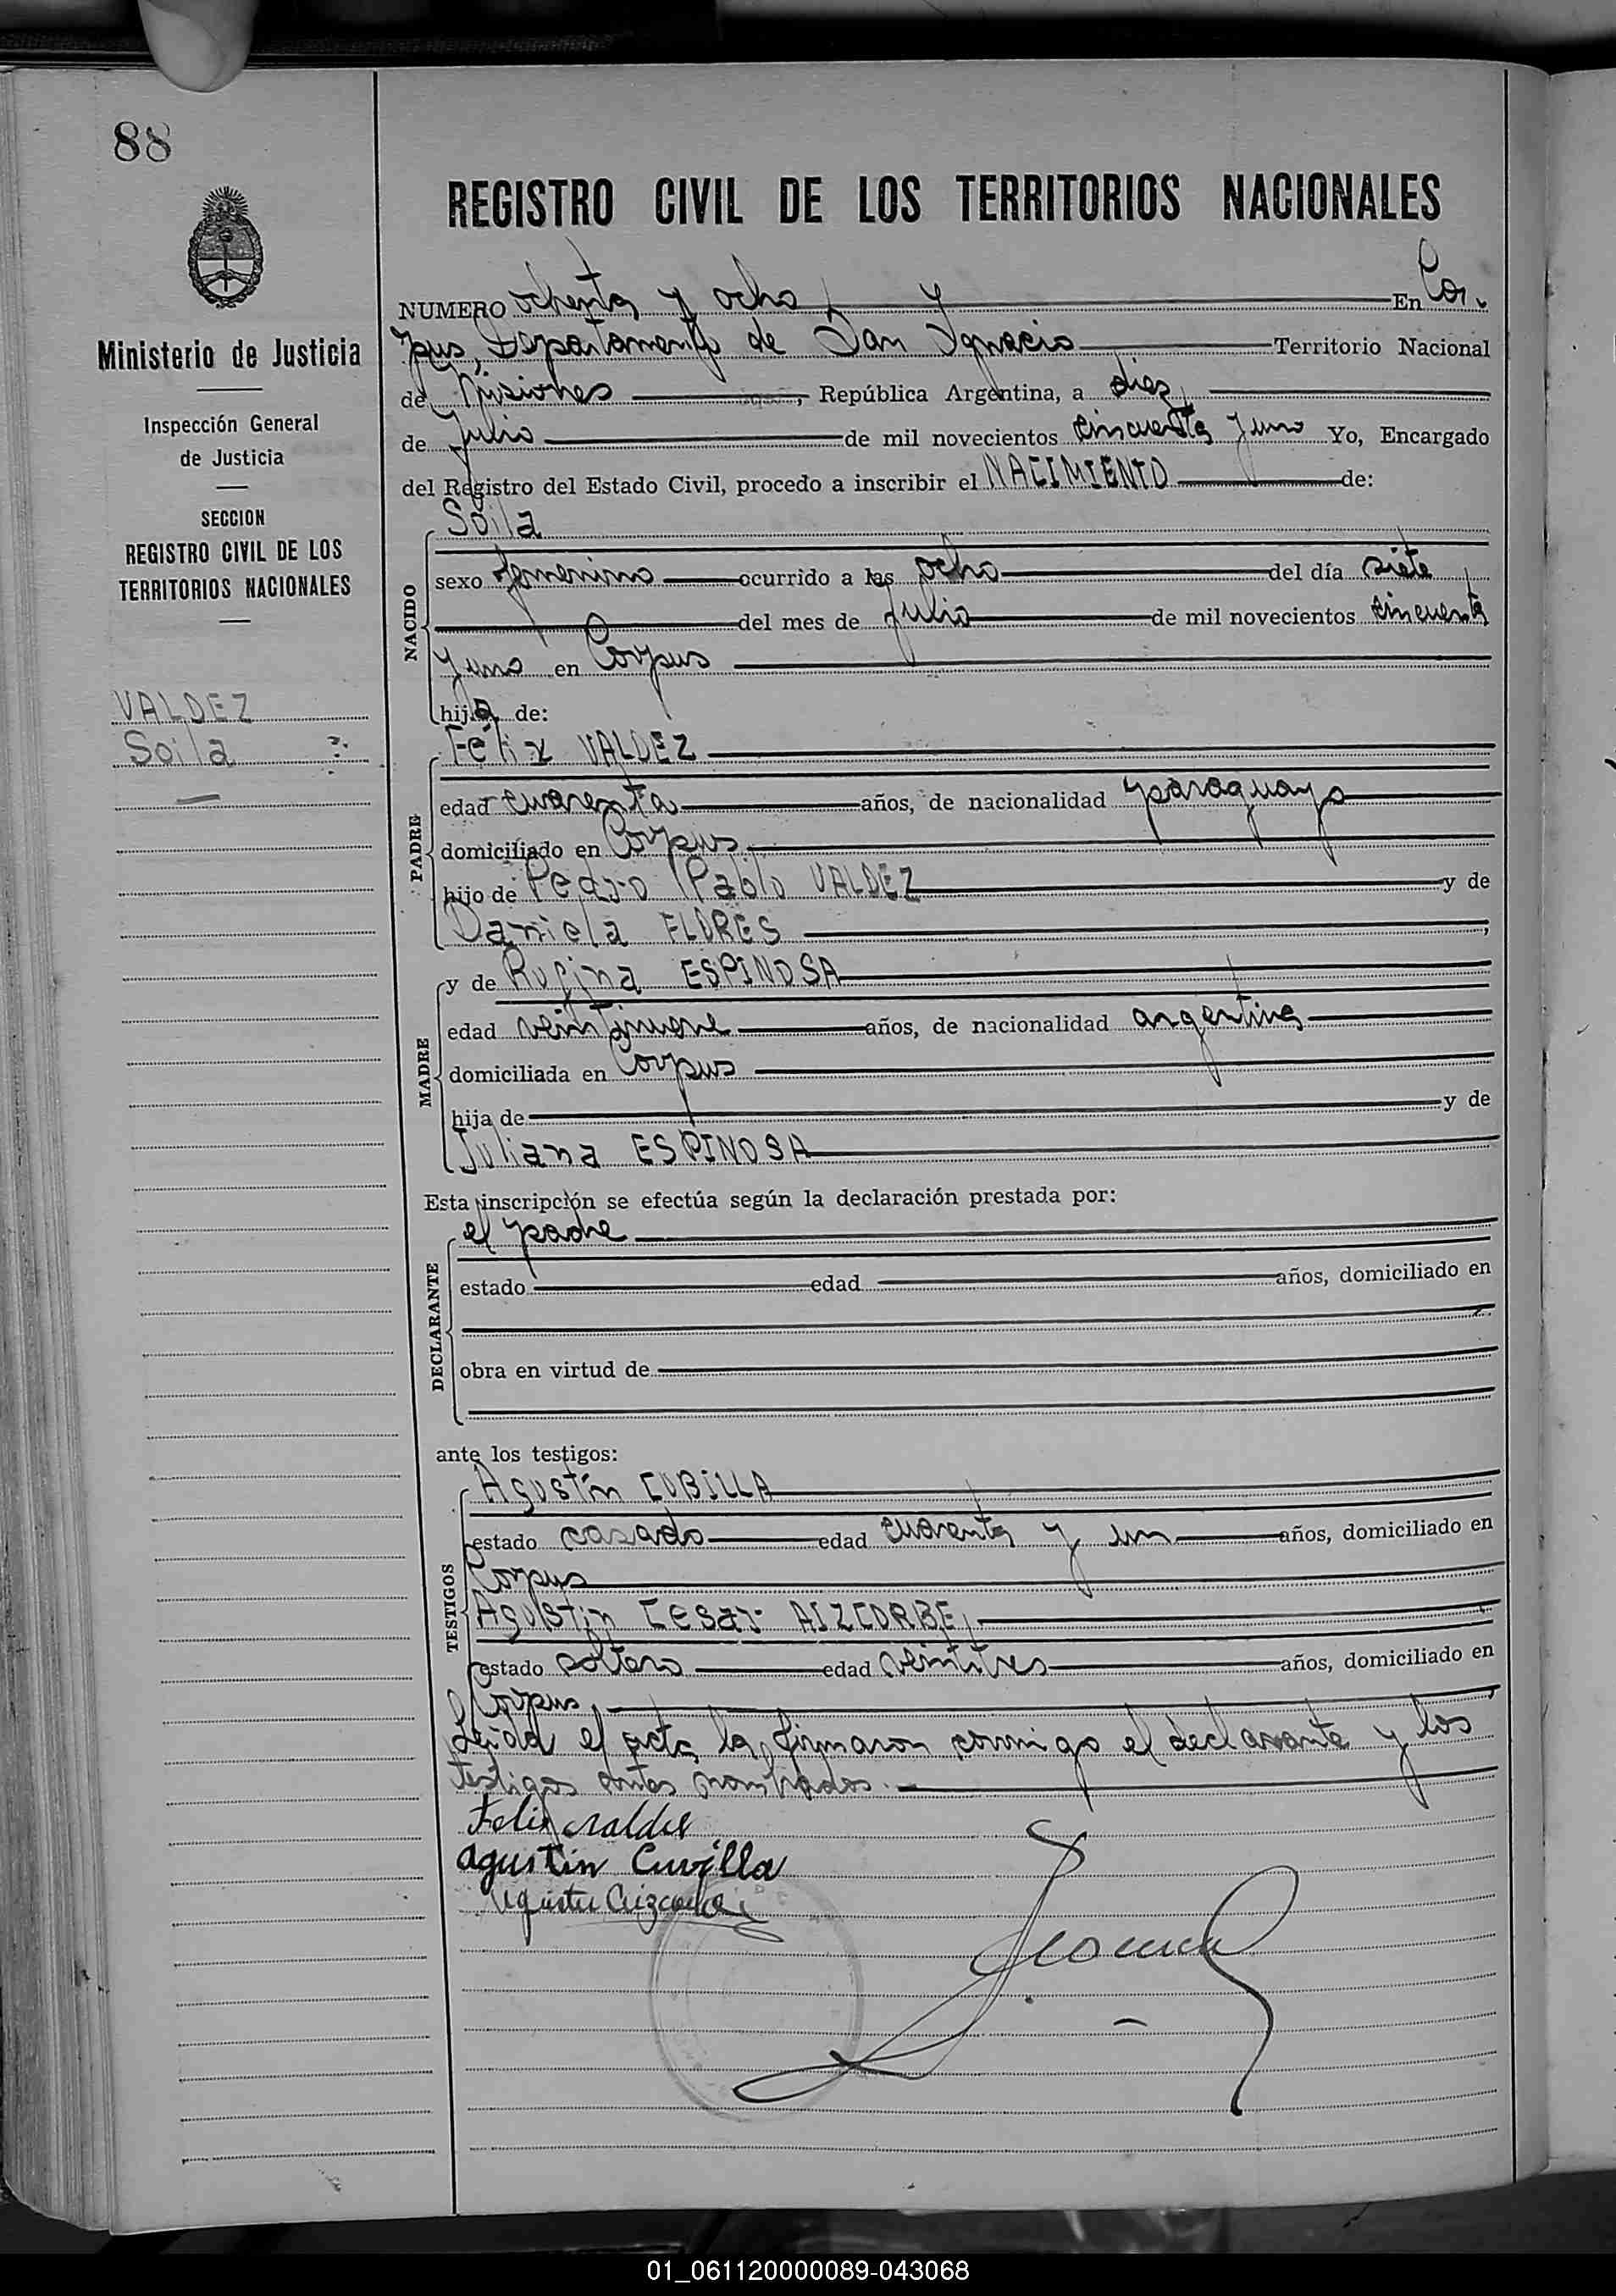 88
REGISTRO CIVIL DE LOS TERRITORIOS NACIONALES
Ministerio de Justicia
Inspección General
de Justicia
SECCION
REGISTRO CIVIL DE LOS
TERRITORIOS NACIONALES
VALDEZ
Soila
NUMERO ochenta y ocho En Cor-
pus, Departamento de San Ignacio Territorio Nacional
de Misiones, República Argentina, a diez
de Julio de mil novecientos cincuenta y uno Yo, Encargado
del Registro del Estado Civil, procedo a inscribir el NACIMIENTO de:
NACIDO
Soila
sexo femenino ocurrido a las ocho del día siete
del mes de julio de mil novecientos cincuenta
y uno en Corpus
hija de:
PADRE
Félix VALDEZ
edad cuarenta años, de nacionalidad paraguayo
domiciliado en Corpus
hijo de Pedro Pablo VALDEZ y de
Daniela FLORES ;
MADRE
y de Rufina ESPINOSA
edad veintinueve años, de nacionalidad argentina
domiciliada en Corpus
hija de y de
Juliana ESPINOSA
Esta inscripción se efectúa según la declaración prestada por:
DECLARANTE
el padre
estado edad años, domiciliado en
obra en virtud de
ante los testigos:
TESTIGOS
Agustín CUBILLA
estado casado edad cuarenta y un años, domiciliado en
Corpus
Agustín Cesar AIZCORBE,
estado soltero edad veintitres años, domiciliado en
Corpus,
Leida el acta la firmaron conmigo el declarante y los
testigos antes nombrados.
Felix Valdez
Agustin Cuvilla
01_061120000089-043068